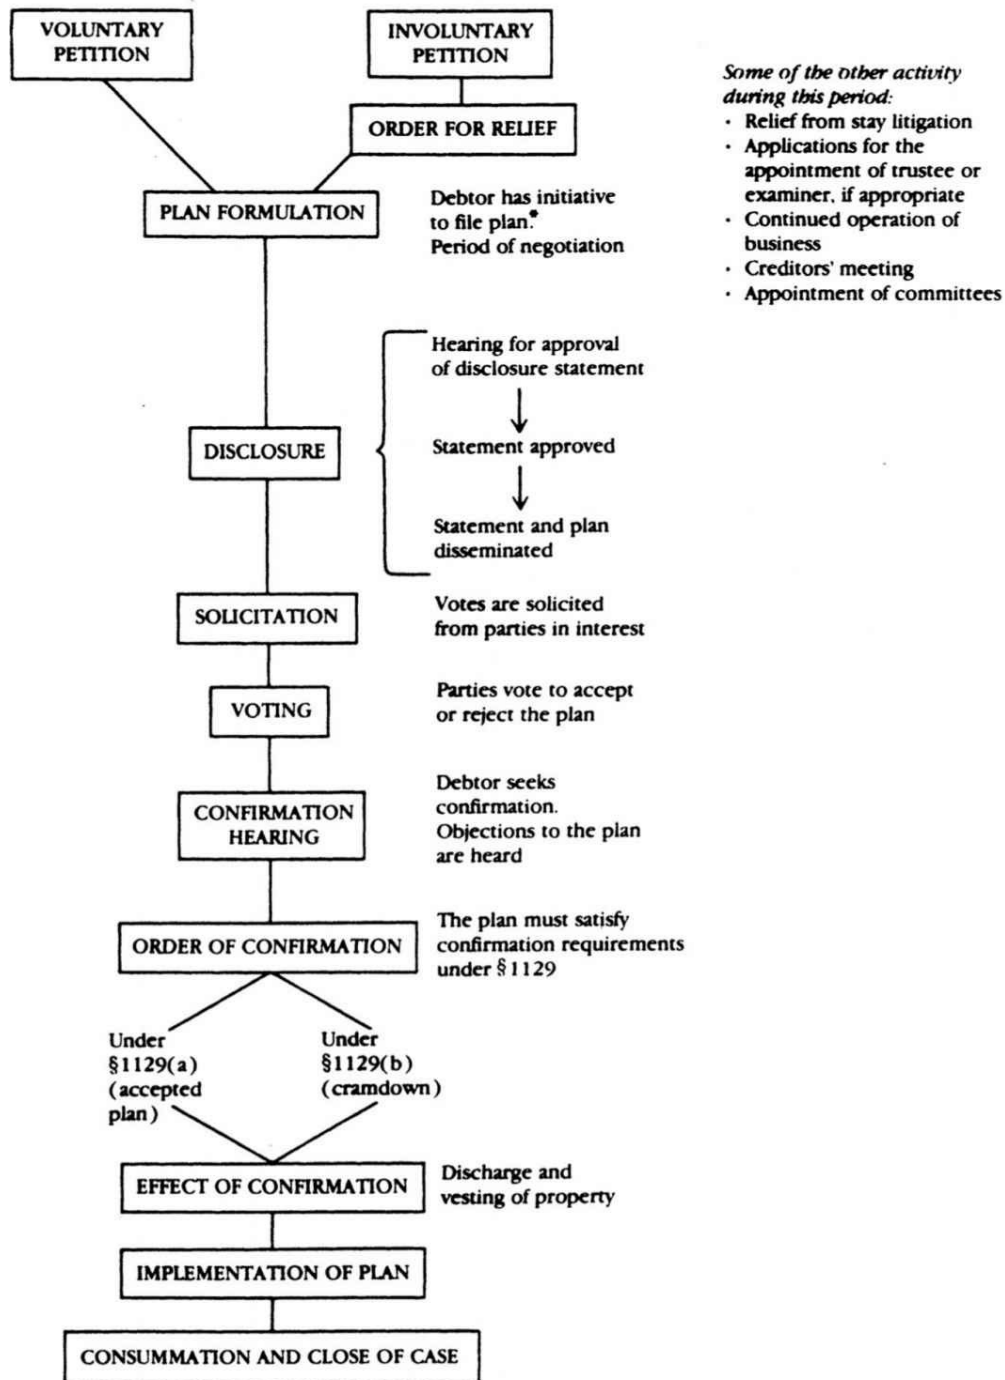 VOLUNTARY
PETITION
INVOLUNTARY
PETITION
ORDER FOR RELIEF
Some of the other activity
during this period:
· Relief from stay litigation
· Applications for the
appointment of trustee or
examiner, if appropriate
· Continued operation of
business
· Creditors' meeting
· Appointment of committees
PLAN FORMULATION
Debtor has initiative
to file plan.*
Period of negotiation
DISCLOSURE
Hearing for approval
of disclosure statement
Statement approved
Statement and plan
disseminated
SOLICITATION
Votes are solicited
from parties in interest
VOTING
Parties vote to accept
or reject the plan
CONFIRMATION
HEARING
Debtor seeks
confirmation.
Objections to the plan
are heard
ORDER OF CONFIRMATION
The plan must satisfy
confirmation requirements
under §1129
Under
§1129(a)
(accepted
plan)
Under
§1129(b)
(cramdown)
EFFECT OF CONFIRMATION
Discharge and
vesting of property
IMPLEMENTATION OF PLAN
CONSUMMATION AND CLOSE OF CASE